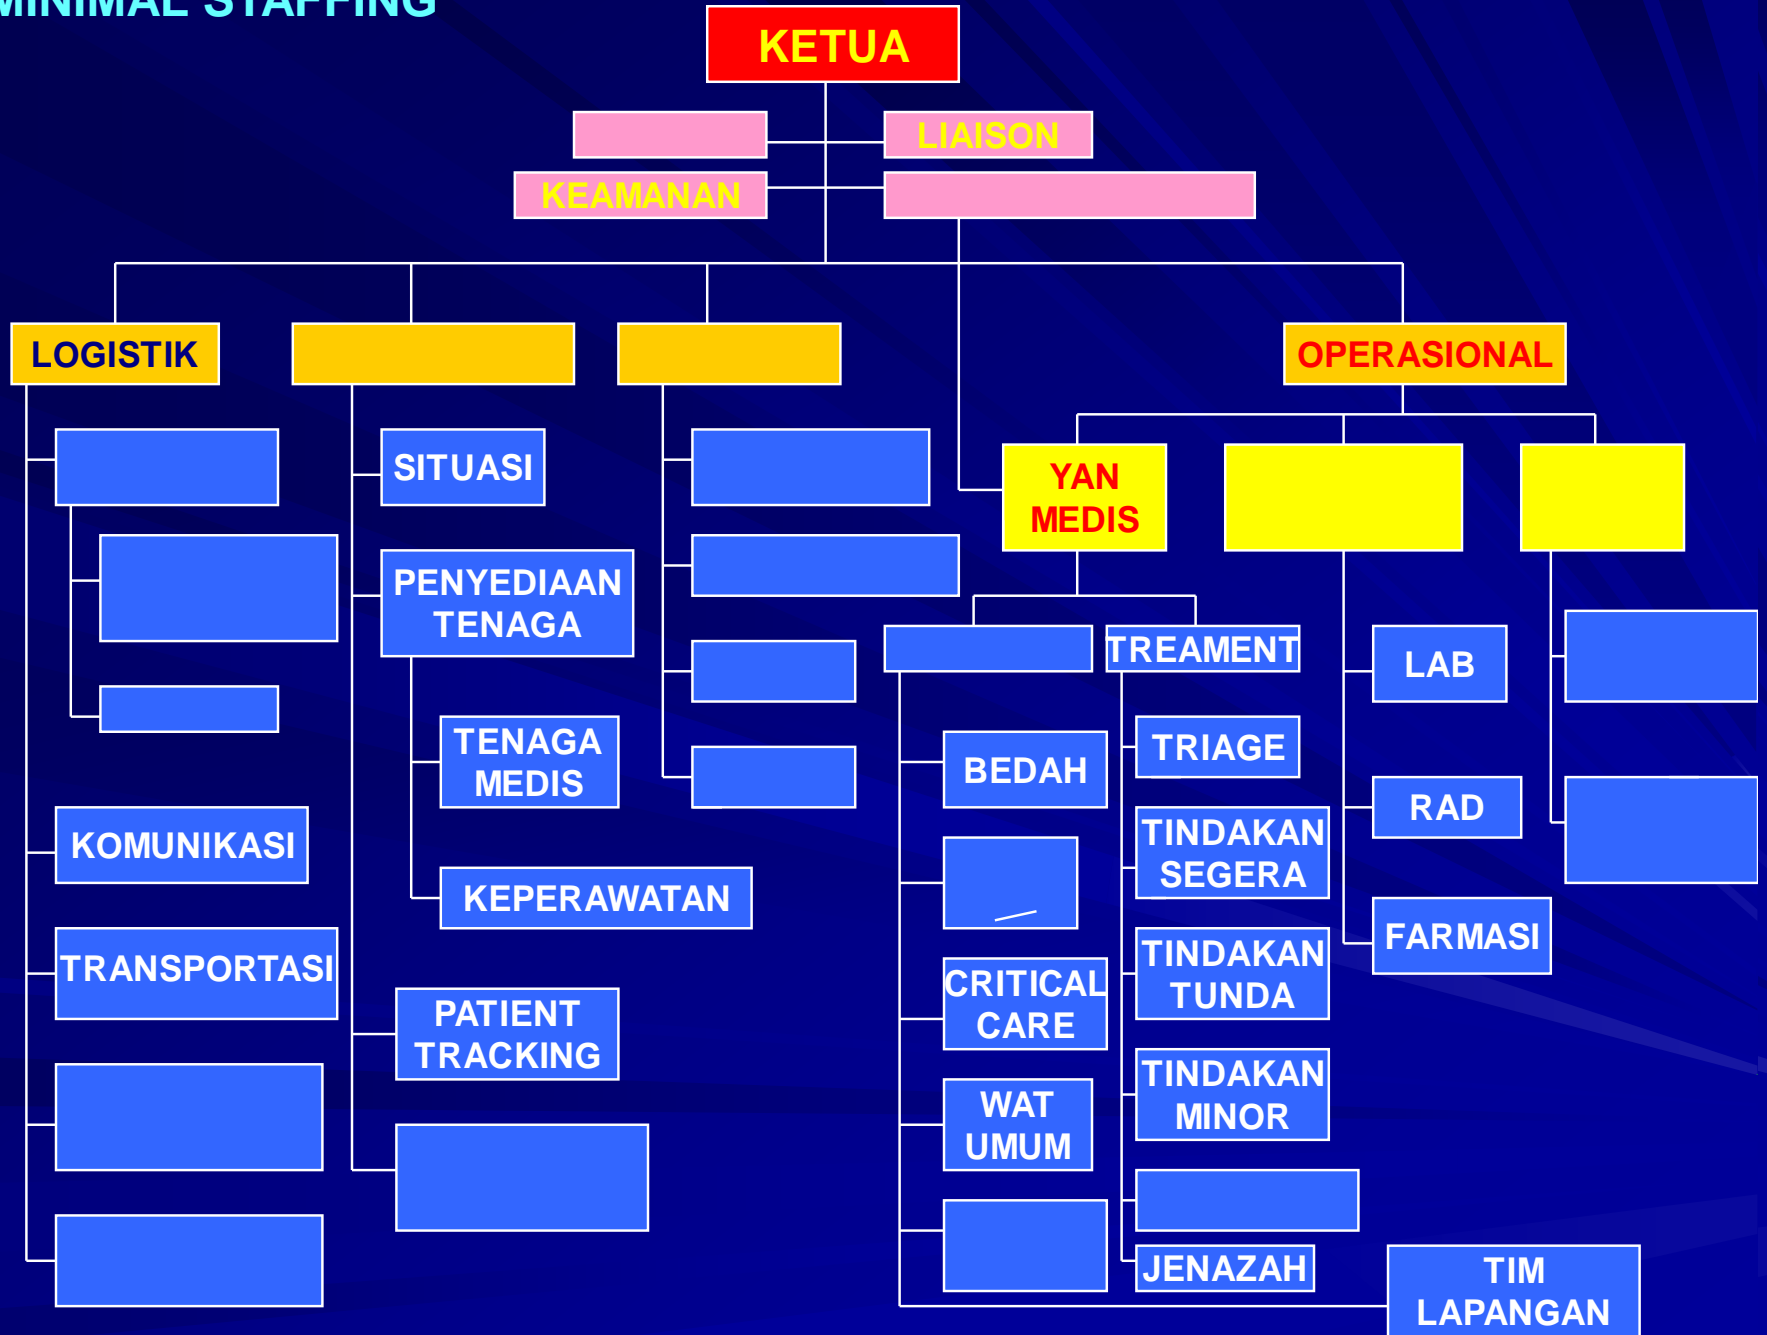 MINIMAL STAFFING
KETUA
LIAISON
KEAMANAN
LOGISTIK
OPERASIONAL
SITUASI
PENYEDIAAN
TENAGA
TENAGA
MEDIS
KEPERAWATAN
PATIENT
TRACKING
KOMUNIKASI
TRANSPORTASI
YAN
MEDIS
TREAMENT
BEDAH
CRITICAL
CARE
WAT
UMUM
TRIAGE
TINDAKAN
SEGERA
TINDAKAN
TUNDA
TINDAKAN
MINOR
JENAZAH
LAB
RAD
FARMASI
TIM
LAPANGAN